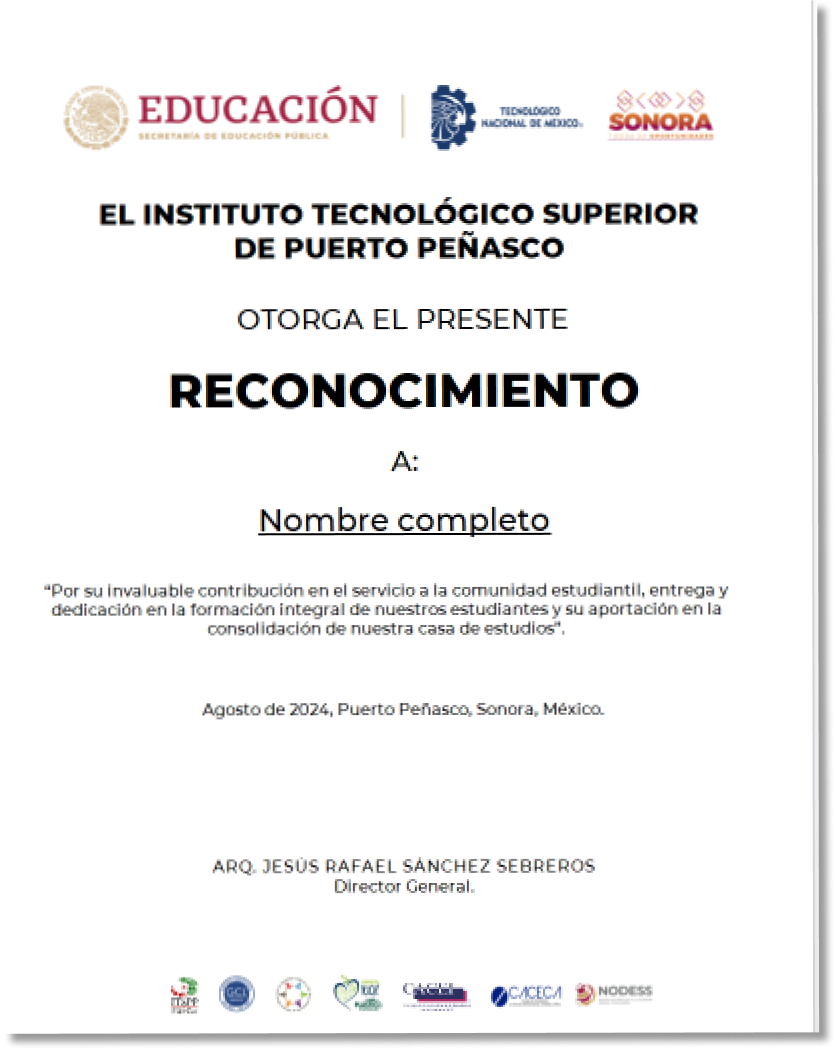 EDUCACIÓN
SECRETARÍA DE EDUCACIÓN PÚBLICA
TECNOLÓGICO
NACIONAL DE MÉXICO
SONORA
EL INSTITUTO TECNOLÓGICO SUPERIOR
DE PUERTO PEÑASCO
OTORGA EL PRESENTE
RECONOCIMIENTO
A:
Nombre completo
“Por su invaluable contribución en el servicio a la comunidad estudiantil, entrega y
dedicación en la formación integral de nuestros estudiantes y su aportación en la
consolidación de nuestra casa de estudios”.
Agosto de 2024, Puerto Peñasco, Sonora, México.
ARQ. JESÚS RAFAEL SÁNCHEZ SEBREROS
Director General.
GCL
CACECA
NODESS